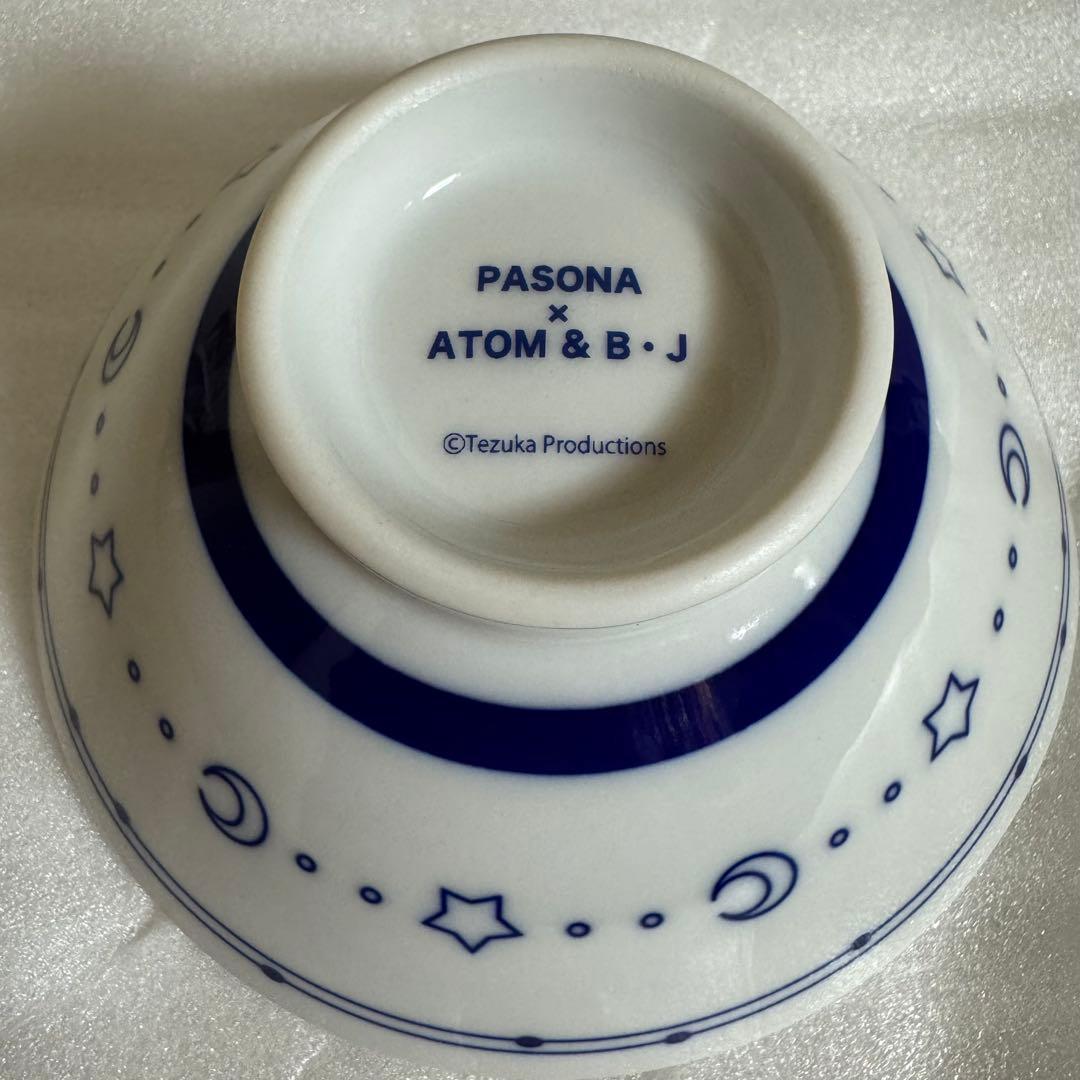 PASONA
×
ATOM & B・J
©Tezuka Productions